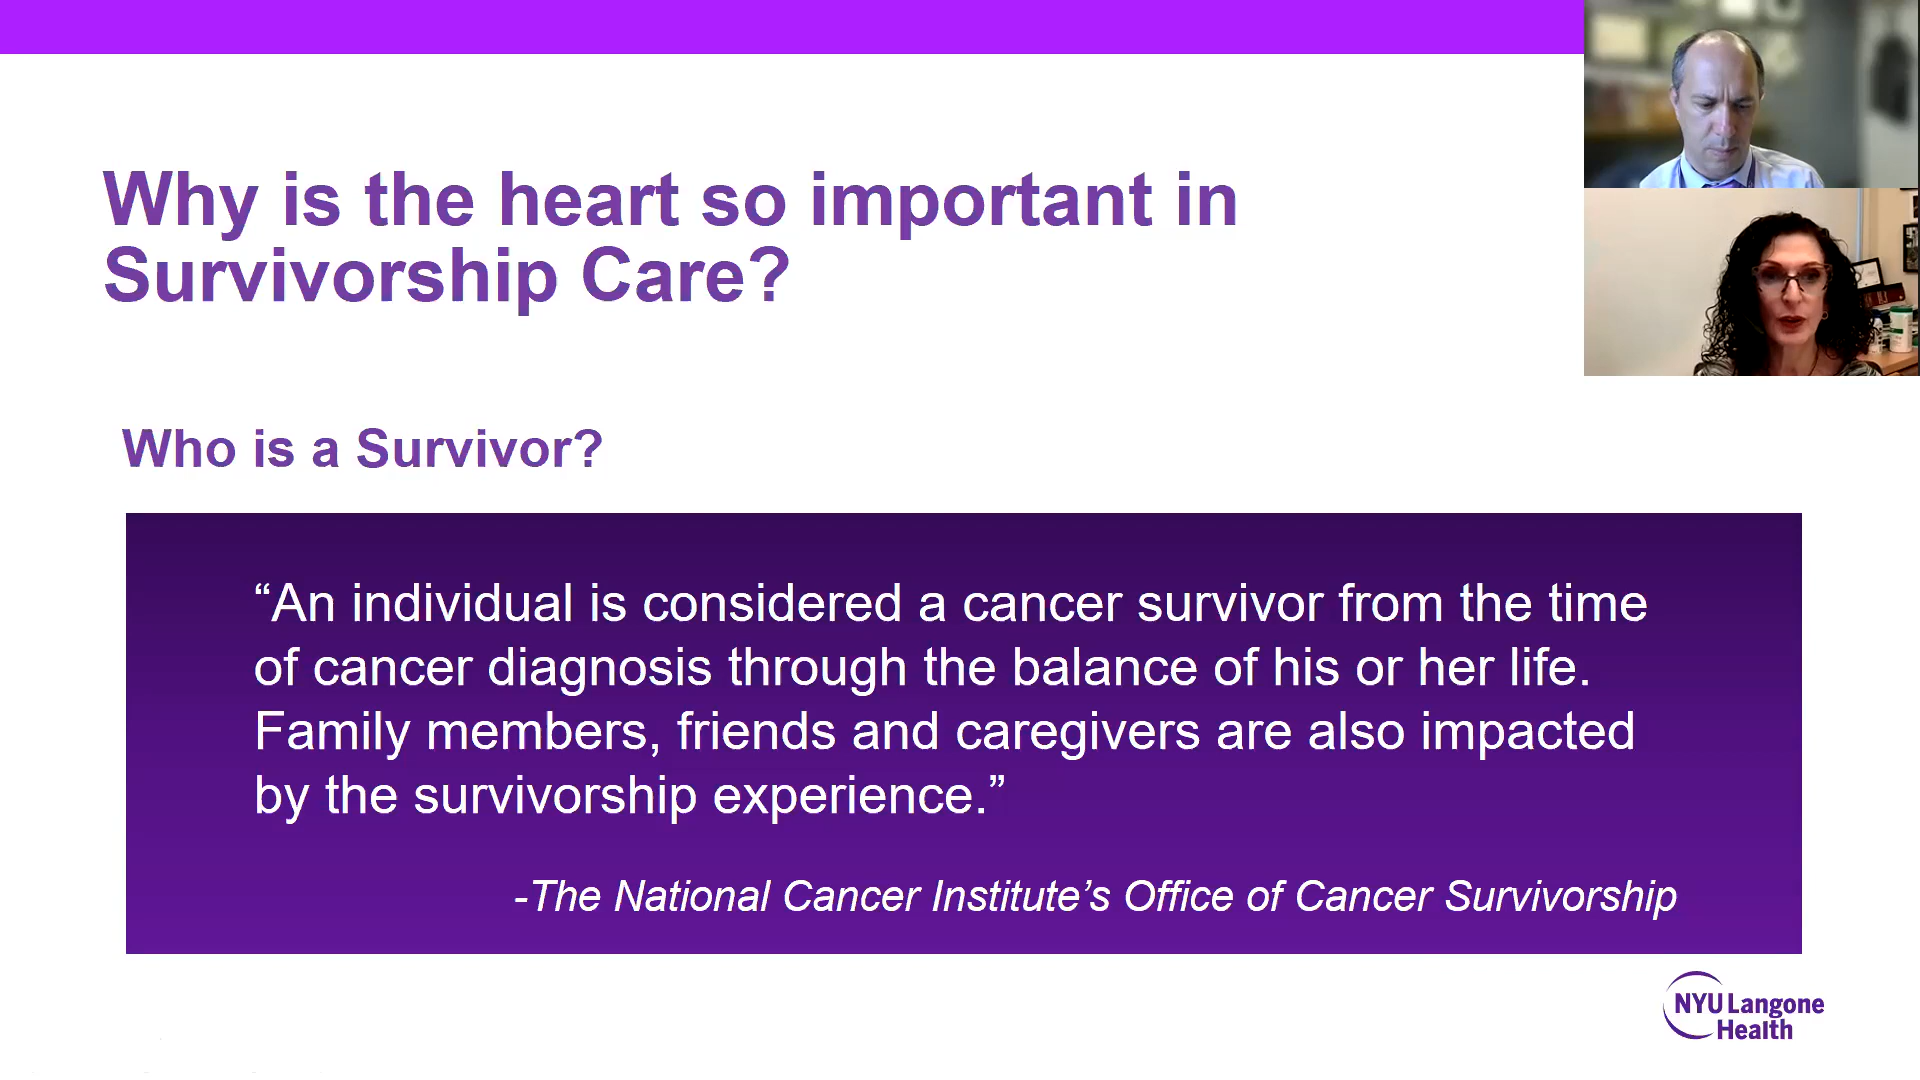 Why is the heart so important in
Survivorship Care?
Who is a Survivor?
“An individual is considered a cancer survivor from the time
of cancer diagnosis through the balance of his or her life.
Family members, friends and caregivers are also impacted
by the survivorship experience.”
-The National Cancer Institute’s Office of Cancer Survivorship
NYU Langone
Health